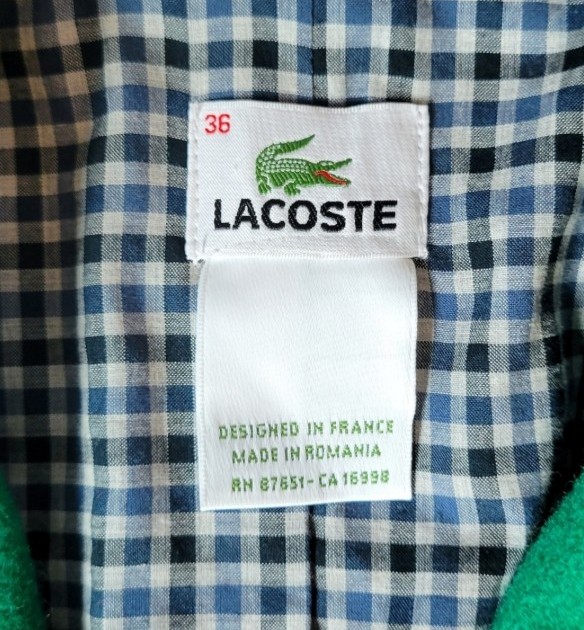 36
LACOSTE
DESIGNED IN FRANCE
MADE IN ROMANIA
RN 87651-CA 16998